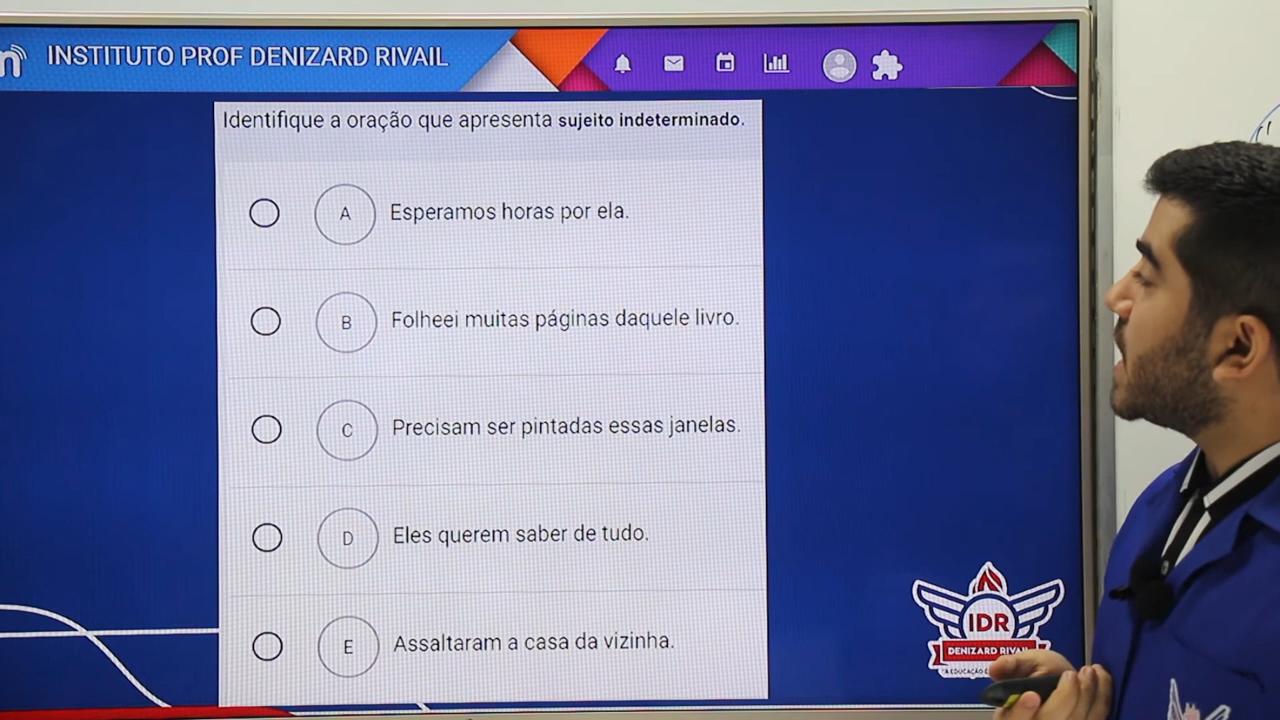 INSTITUTO PROF DENIZARD RIVAIL
Identifique a oração que apresenta sujeito indeterminado.
A Esperamos horas por ela.
B Folheei muitas páginas daquele livro.
C Precisam ser pintadas essas janelas.
D Eles querem saber de tudo.
E Assaltaram a casa da vizinha.
IDR
DENIZARD RIVAIL